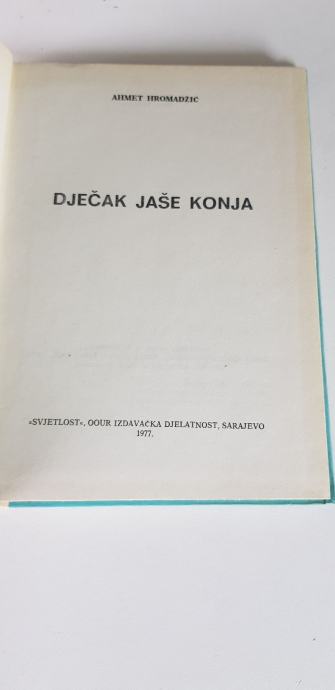 AHMET HROMADŽIĆ
DJEČAK JAŠE KONJA
»SVJETLOST«, OOUR IZDAVAČKA DJELATNOST, SARAJEVO
1977.